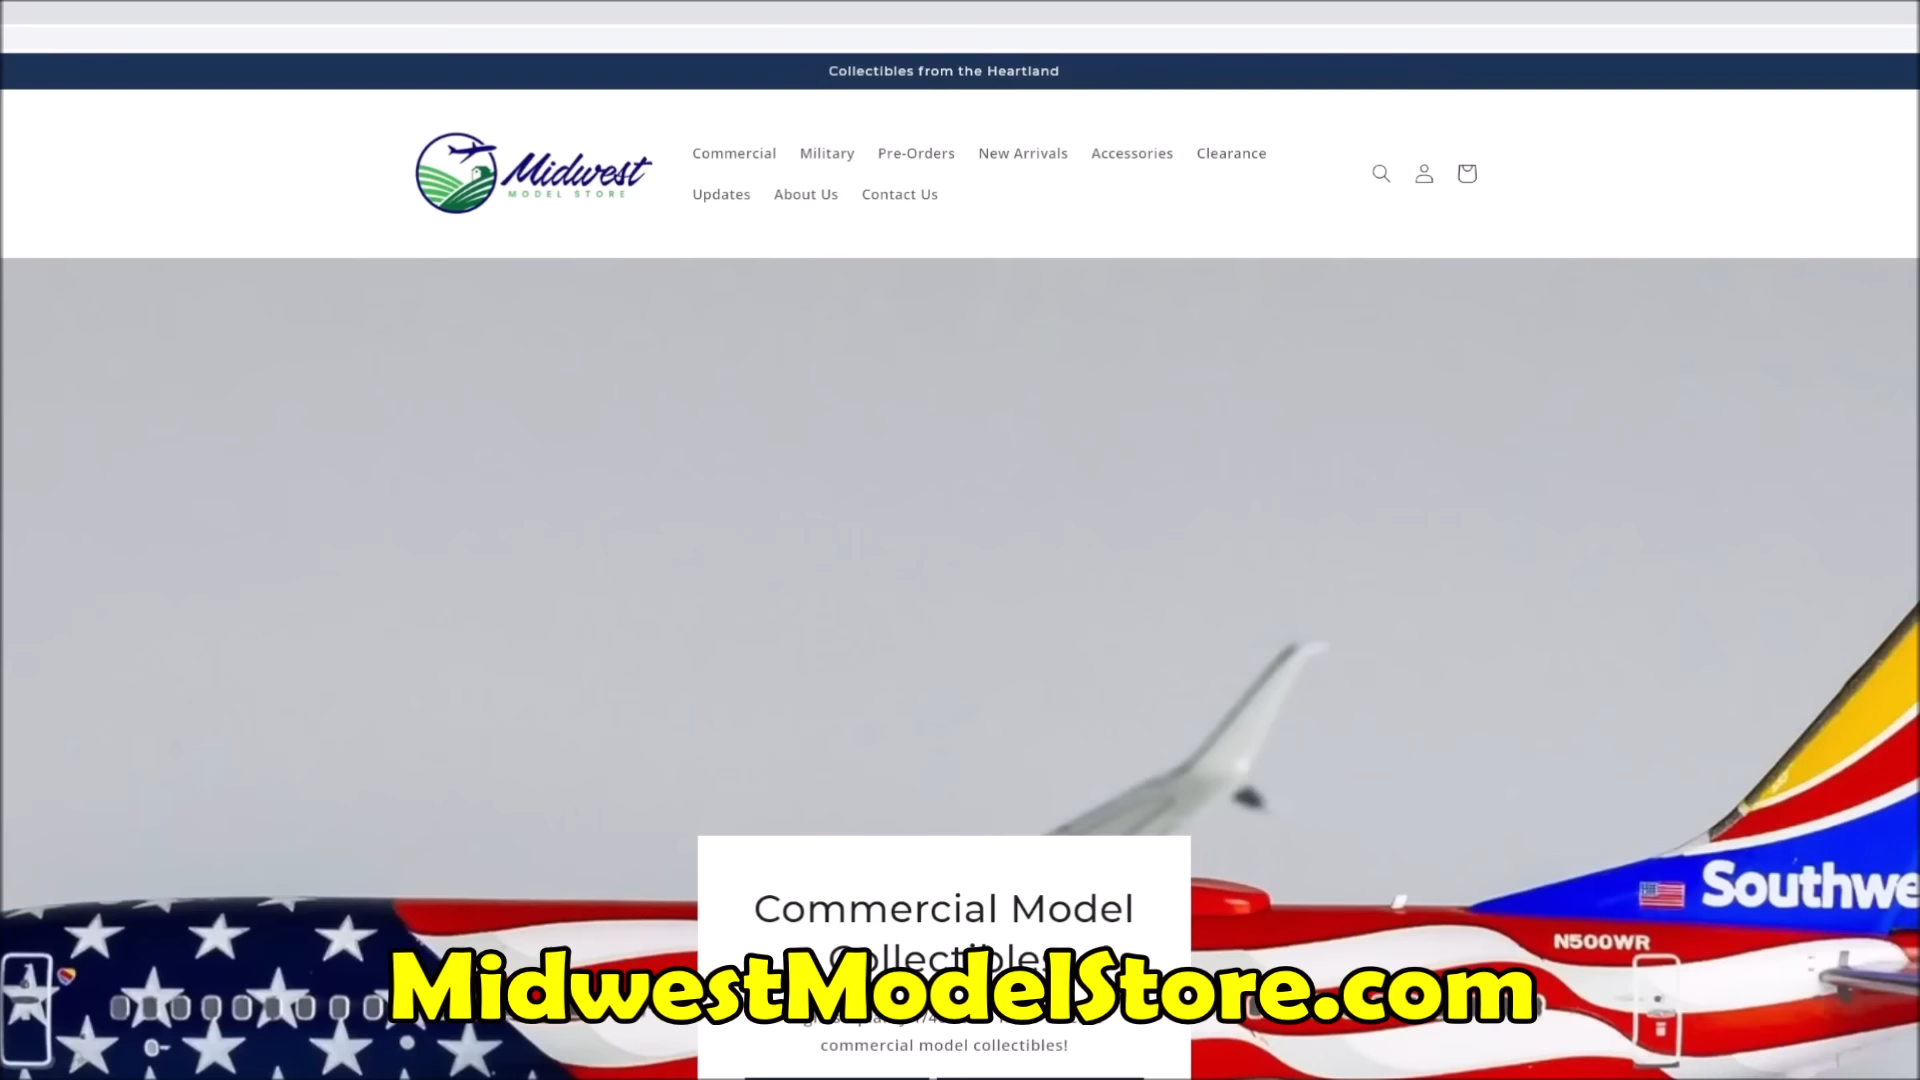 Collectibles from the Heartland
Midwest
MODEL STORE
Commercial Military Pre-Orders New Arrivals Accessories Clearance
Updates About Us Contact Us
Southwe
N500WR
Commercial Model
Collectibles
MidwestModelStore.com
commercial model collectibles!